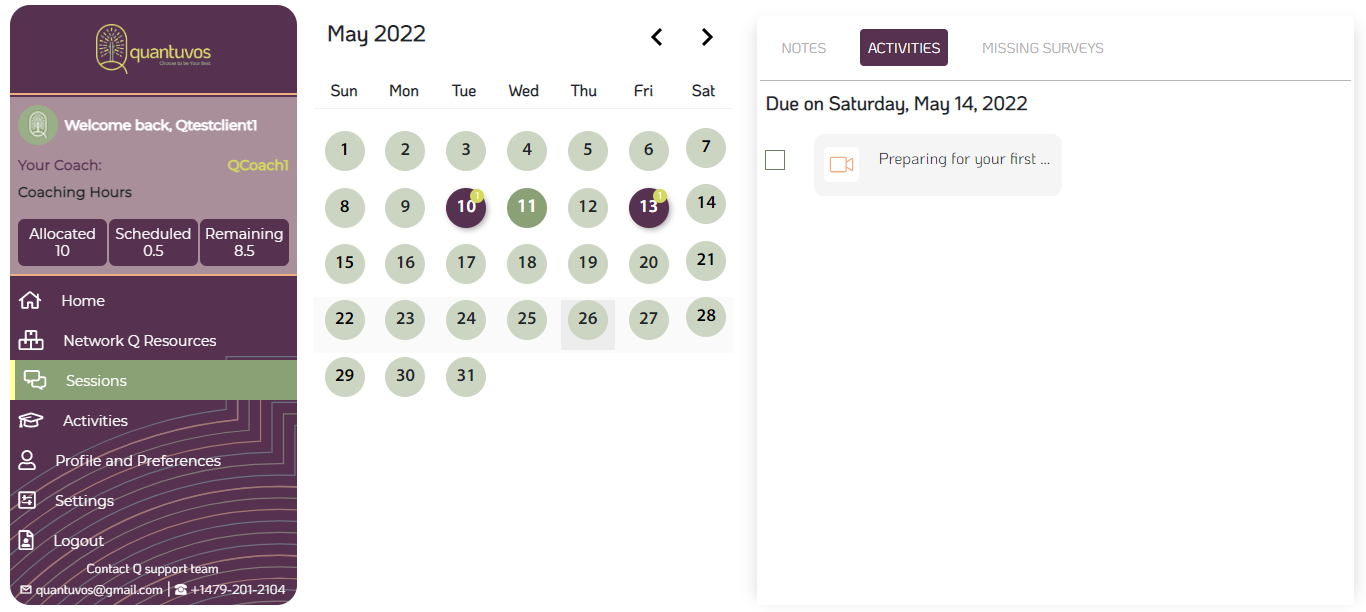 quantuvos
Choose to be Your Best
Welcome back, Qtestclient1
Your Coach: QCoach1
Coaching Hours
Allocated Scheduled Remaining
10 0.5 8.5
Home
Network Q Resources
Sessions
Activities
Profile and Preferences
Settings
Logout
Contact Q support team
quantuvos@gmail.com | +1479-201-2104
May 2022
Sun Mon Tue Wed Thu Fri Sat
1 2 3 4 5 6 7
8 9 10 1 11 12 13 1 14
15 16 17 18 19 20 21
22 23 24 25 26 27 28
29 30 31
NOTES ACTIVITIES MISSING SURVEYS
Due on Saturday, May 14, 2022
Preparing for your first ...